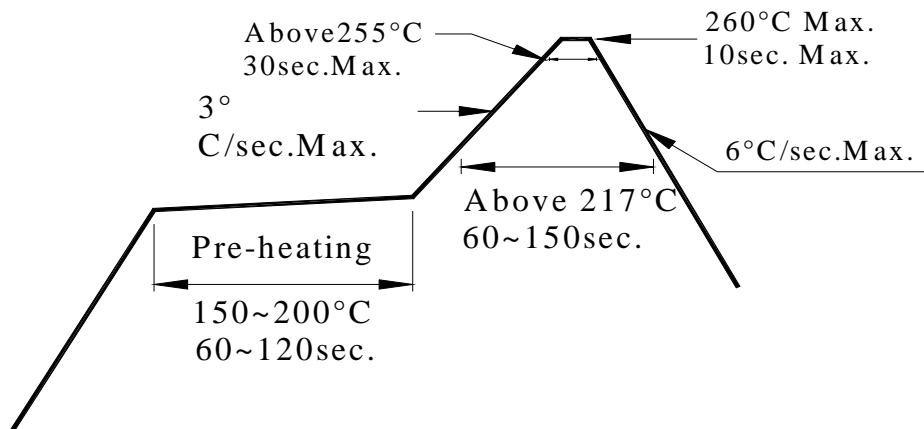 Above255°C
30sec.Max.
260°C Max.
10sec. Max.
3°
C/sec.Max.
6°C/sec.Max.
Above 217°C
60~150sec.
Pre-heating
150~200°C
60~120sec.